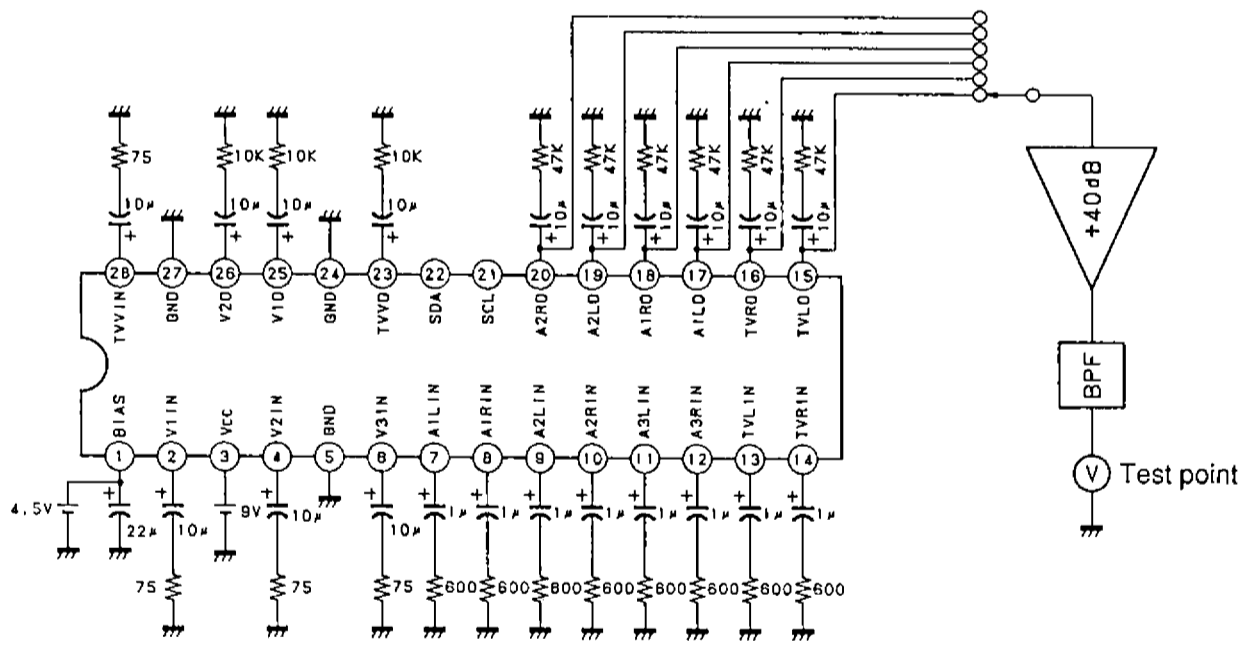 75
10K
10K
10K
47K
47K
47K
47K
47K
47K
10μ
10μ
10μ
10μ
10μ
10μ
10μ
10μ
10μ
10μ
+
+
+
+
+
+
+
+
+
+
+40dB
28
27
26
25
24
23
22
21
20
19
18
17
16
15
TVVIN
GND
V2O
V1O
GND
TVVO
SDA
SCL
A2RO
A2LO
A1RO
A1LO
TVRO
TVLO
BPF
BIAS
V1IN
VCC
V2IN
GND
V3IN
A1LIN
A1RIN
A2LIN
A2RIN
A3LIN
A3RIN
TVLIN
TVRIN
1
2
3
4
5
6
7
8
9
10
11
12
13
14
V
Test point
+
+
+
+
+
+
+
+
+
+
+
+
4.5V
22μ
10μ
9V
10μ
10μ
1μ
1μ
1μ
1μ
1μ
1μ
1μ
1μ
75
75
75
600
600
600
600
600
600
600
600